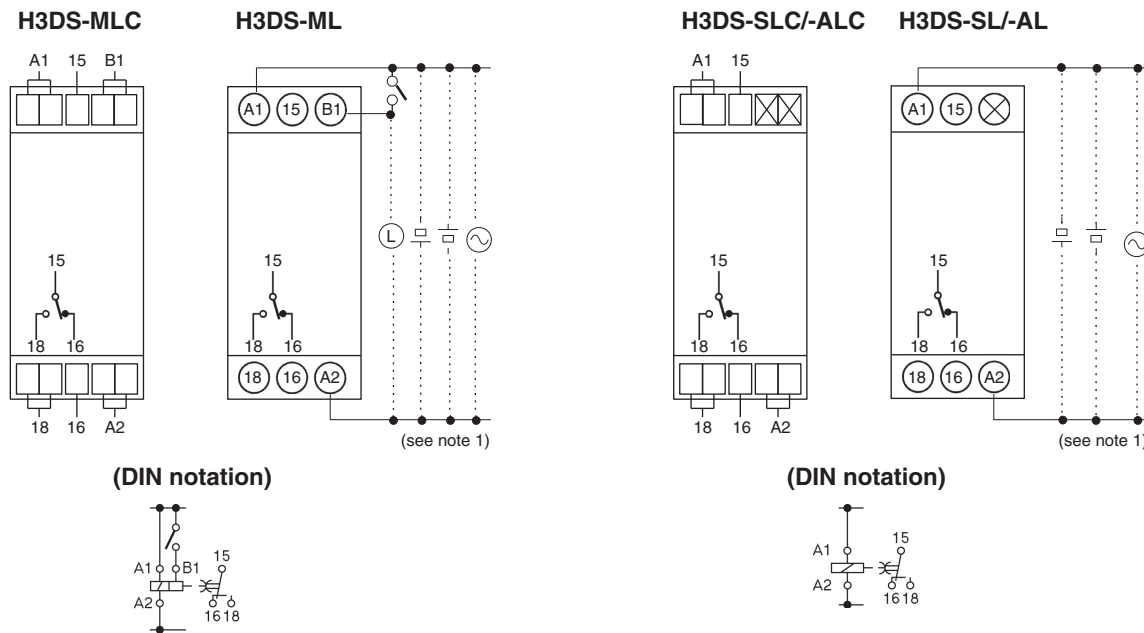 H3DS-MLC
H3DS-ML
H3DS-SLC/-ALC
H3DS-SL/-AL
A1 15 B1
A1 15 B1
A1 15
A1 15
L
15
18 16
15
18 16
15
18 16
15
18 16
18 16 A2
18 16 A2
(see note 1)
18 16 A2
18 16 A2
(see note 1)
(DIN notation)
(DIN notation)
15
A1 B1
A2
16 18
15
A1
A2
16 18